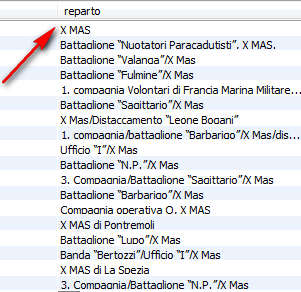 reparto
X MAS
Battaglione "Nuotatori Paracadutisti", X MAS.
Battaglione "Valanga"/X Mas
Battaglione "Fulmine"/X Mas
1. compagnia Volontari di Francia Marina Militare...
Battaglione "Sagittario"/X Mas
X Mas/Distaccamento "Leone Bogani"
1. compagnia/battaglione "Barbarigo"/X Mas/dis...
Ufficio "I"/X Mas
Battaglione "N.P."/X Mas
3. Compagnia/Battaglione "Sagittario"/X Mas
Battaglione "Barbarigo"/X Mas
Compagnia operativa O. X MAS
X MAS di Pontremoli
Battaglione "Lupo"/X Mas
Banda "Bertozzi"/Ufficio "I"/X Mas
X MAS di La Spezia
3. Compagnia/Battaglione "N.P."/X Mas